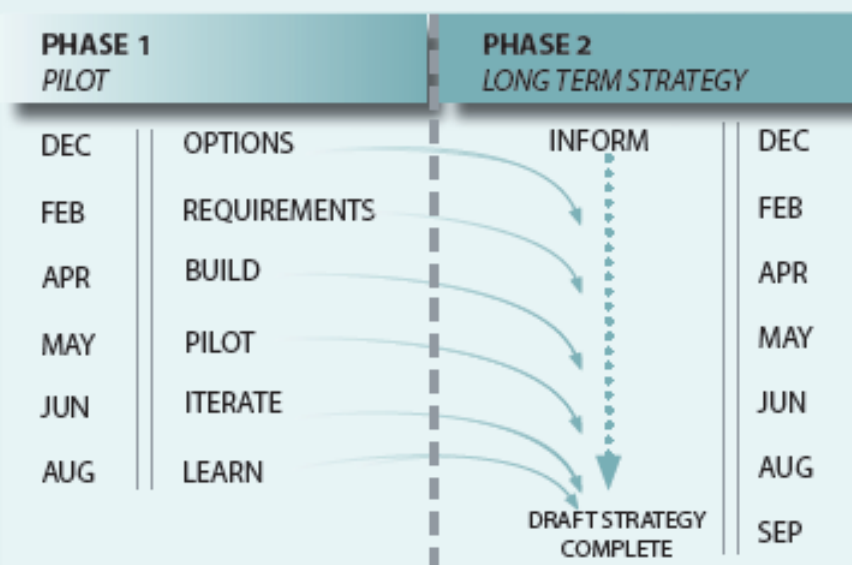 PHASE 1
PILOT
PHASE 2
LONG TERM STRATEGY
DEC
OPTIONS
INFORM
DEC
FEB
REQUIREMENTS
FEB
APR
BUILD
APR
MAY
PILOT
MAY
JUN
ITERATE
JUN
AUG
LEARN
AUG
DRAFT STRATEGY
COMPLETE
SEP